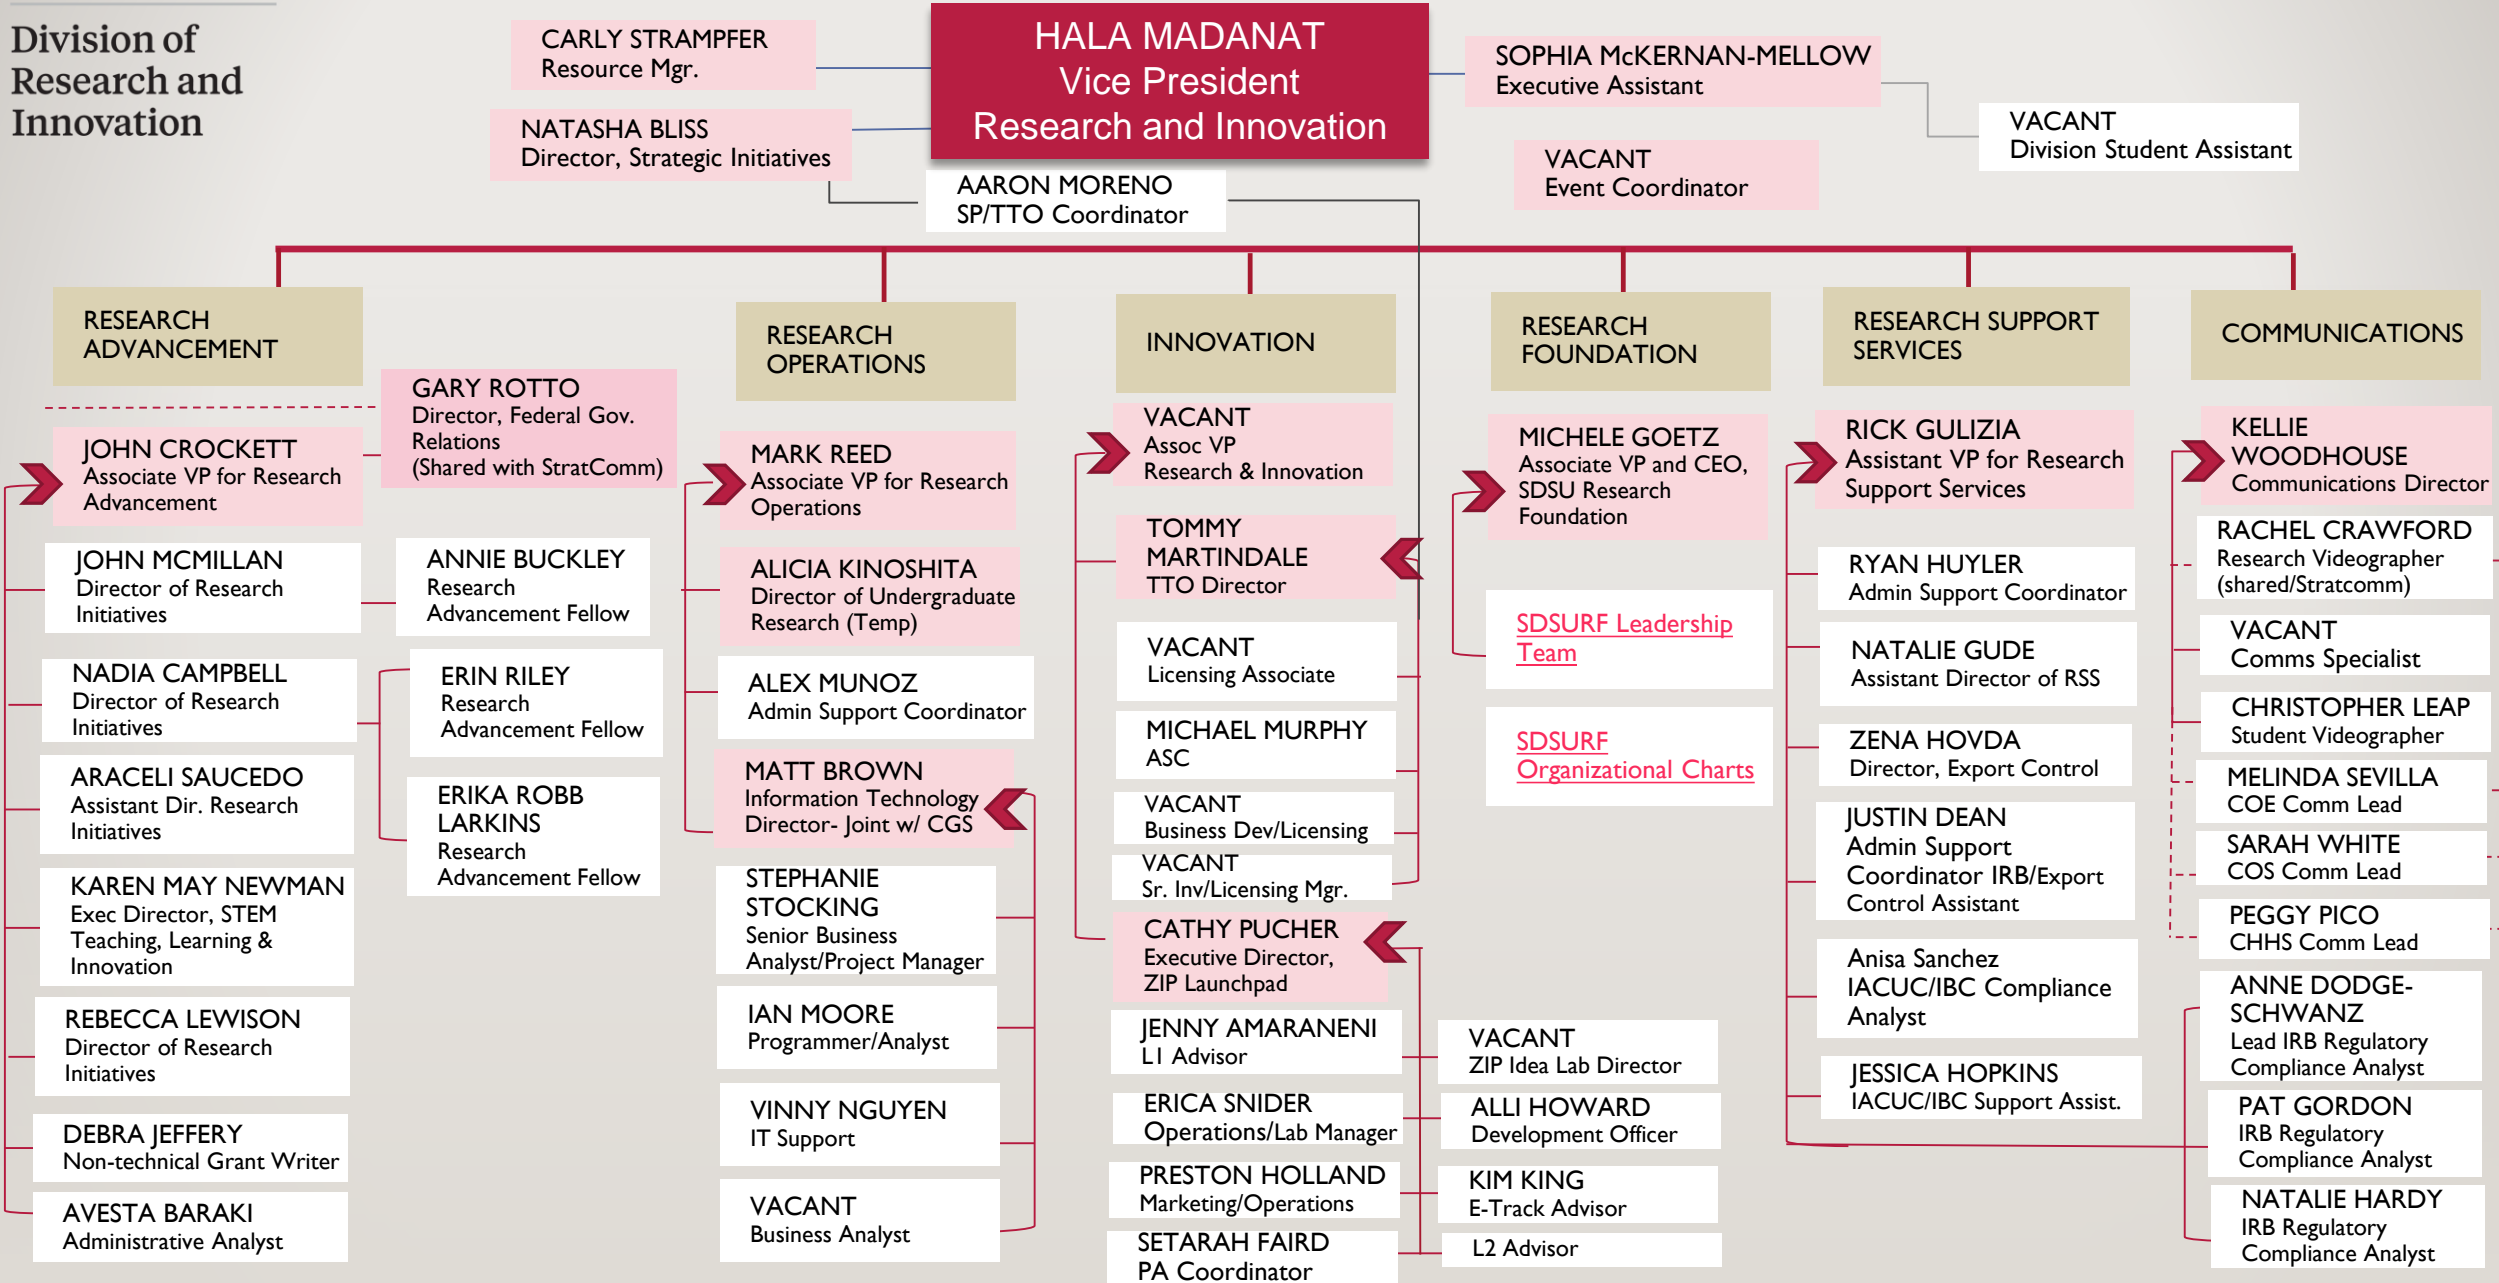 Division of
Research and
Innovation
CARLY STRAMPFER
Resource Mgr.
NATASHA BLISS
Director, Strategic Initiatives
HALA MADANAT
Vice President
Research and Innovation
SOPHIA McKERNAN-MELLOW
Executive Assistant
VACANT
Division Student Assistant
VACANT
Event Coordinator
AARON MORENO
SP/TTO Coordinator
RESEARCH
ADVANCEMENT
GARY ROTTO
Director, Federal Gov.
Relations
(Shared with StratComm)
JOHN CROCKETT
Associate VP for Research
Advancement
JOHN MCMILLAN
Director of Research
Initiatives
ANNIE BUCKLEY
Research
Advancement Fellow
NADIA CAMPBELL
Director of Research
Initiatives
ERIN RILEY
Research
Advancement Fellow
ERIKA ROBB
LARKINS
Research
Advancement Fellow
ARACELI SAUCEDO
Assistant Dir. Research
Initiatives
KAREN MAY NEWMAN
Exec Director, STEM
Teaching, Learning &
Innovation
REBECCA LEWISON
Director of Research
Initiatives
DEBRA JEFFERY
Non-technical Grant Writer
AVESTA BARAKI
Administrative Analyst
RESEARCH
OPERATIONS
MARK REED
Associate VP for Research
Operations
ALICIA KINOSHITA
Director of Undergraduate
Research (Temp)
ALEX MUNOZ
Admin Support Coordinator
MATT BROWN
Information Technology
Director- Joint w/ CGS
STEPHANIE
STOCKING
Senior Business
Analyst/Project Manager
IAN MOORE
Programmer/Analyst
VINNY NGUYEN
IT Support
VACANT
Business Analyst
INNOVATION
VACANT
Assoc VP
Research & Innovation
TOMMY
MARTINDALE
TTO Director
VACANT
Licensing Associate
MICHAEL MURPHY
ASC
VACANT
Business Dev/Licensing
VACANT
Sr. Inv/Licensing Mgr.
CATHY PUCHER
Executive Director,
ZIP Launchpad
JENNY AMARANENI
L1 Advisor
ERICA SNIDER
Operations/Lab Manager
PRESTON HOLLAND
Marketing/Operations
SETARAH FAIRD
PA Coordinator
VACANT
ZIP Idea Lab Director
ALLI HOWARD
Development Officer
KIM KING
E-Track Advisor
L2 Advisor
RESEARCH
FOUNDATION
MICHELE GOETZ
Associate VP and CEO,
SDSU Research
Foundation
SDSURF Leadership
Team
SDSURF
Organizational Charts
RESEARCH SUPPORT
SERVICES
RICK GULIZIA
Assistant VP for Research
Support Services
RYAN HUYLER
Admin Support Coordinator
NATALIE GUDE
Assistant Director of RSS
ZENA HOVDA
Director, Export Control
JUSTIN DEAN
Admin Support
Coordinator IRB/Export
Control Assistant
Anisa Sanchez
IACUC/IBC Compliance
Analyst
JESSICA HOPKINS
IACUC/IBC Support Assist.
COMMUNICATIONS
KELLIE
WOODHOUSE
Communications Director
RACHEL CRAWFORD
Research Videographer
(shared/Stratcomm)
VACANT
Comms Specialist
CHRISTOPHER LEAP
Student Videographer
MELINDA SEVILLA
COE Comm Lead
SARAH WHITE
COS Comm Lead
PEGGY PICO
CHHS Comm Lead
ANNE DODGE-
SCHWANZ
Lead IRB Regulatory
Compliance Analyst
PAT GORDON
IRB Regulatory
Compliance Analyst
NATALIE HARDY
IRB Regulatory
Compliance Analyst